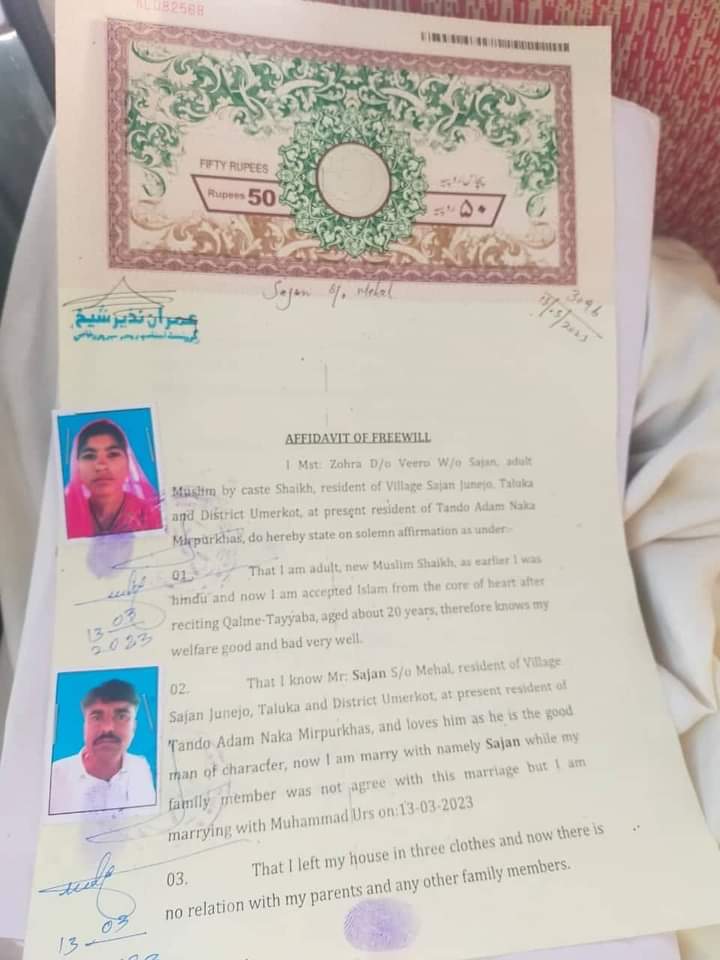 FIFTY RUPEES
Rupees 50
پچاس روپیہ
۵۰ روپیہ
Sajan S/o Mehal
3096
13/03/2023
عمران نذیر شیخ
AFFIDAVIT OF FREEWILL
I Mst: Zohra D/o Veero W/o Sajan, adult
Muslim by caste Shaikh, resident of Village Sajan Junejo, Taluka
and District Umerkot, at present resident of Tando Adam Naka
Mirpurkhas, do hereby state on solemn affirmation as under:-
01. That I am adult, new Muslim Shaikh, as earlier I was
hindu and now I am accepted Islam from the core of heart after
reciting Qalme-Tayyaba, aged about 20 years, therefore knows my
welfare good and bad very well.
13-03
2023
02. That I know Mr: Sajan S/o Mehal, resident of Village
Sajan Junejo, Taluka and District Umerkot, at present resident of
Tando Adam Naka Mirpurkhas, and loves him as he is the good
man of character, now I am marry with namely Sajan while my
family member was not agree with this marriage but I am
marrying with Muhammad Urs on:13-03-2023
03. That I left my house in three clothes and now there is
no relation with my parents and any other family members.
13-03